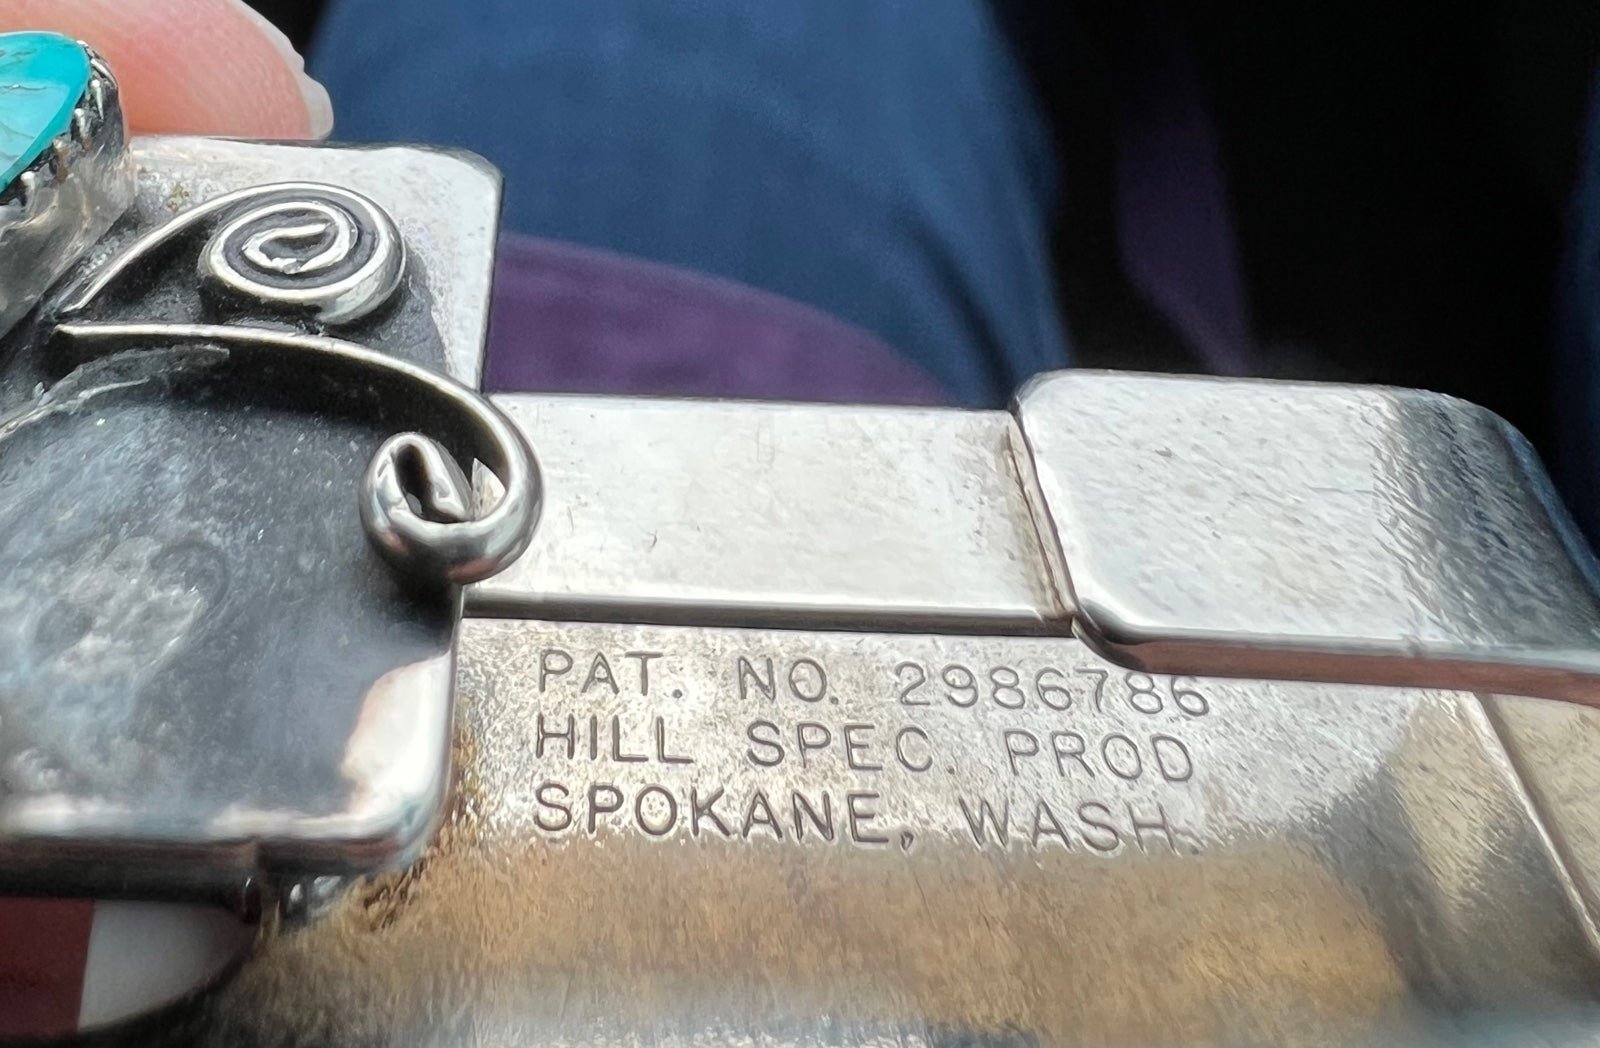 PAT. NO. 2986786
HILL SPEC. PROD
SPOKANE, WASH.